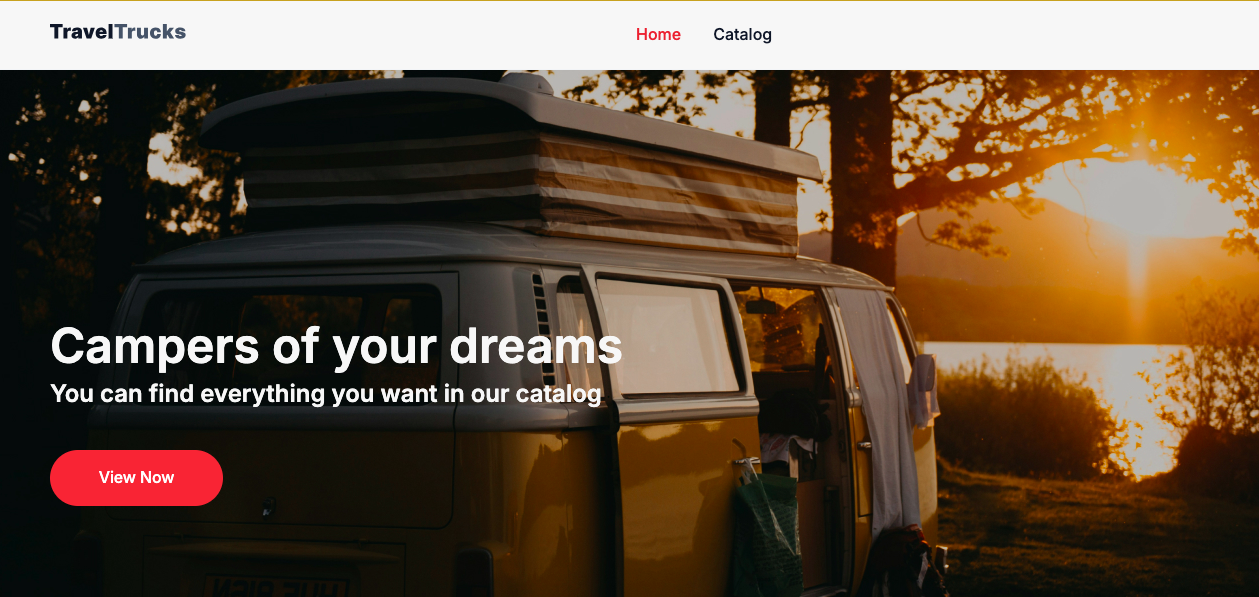 TravelTrucks
Home Catalog
Campers of your dreams
You can find everything you want in our catalog
View Now